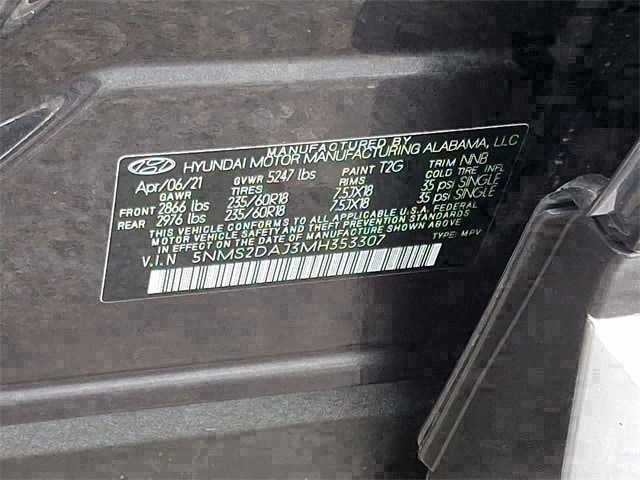 MANUFACTURED BY
HYUNDAI MOTOR MANUFACTURING ALABAMA, LLC
Apr/06/21 GVWR 5247 lbs PAINT T2G TRIM NNB
GAWR TIRES RIMS COLD TIRE INFL
FRONT 2866 lbs 235/60R18 7.5JX18 35 psi SINGLE
REAR 2976 lbs 235/60R18 7.5JX18 35 psi SINGLE
THIS VEHICLE CONFORMS TO ALL APPLICABLE U.S.A. FEDERAL
MOTOR VEHICLE SAFETY AND THEFT PREVENTION STANDARDS
IN EFFECT ON THE DATE OF MANUFACTURE SHOWN ABOVE.
V.I.N 5NMS2DAJ3MH353307 TYPE: MPV